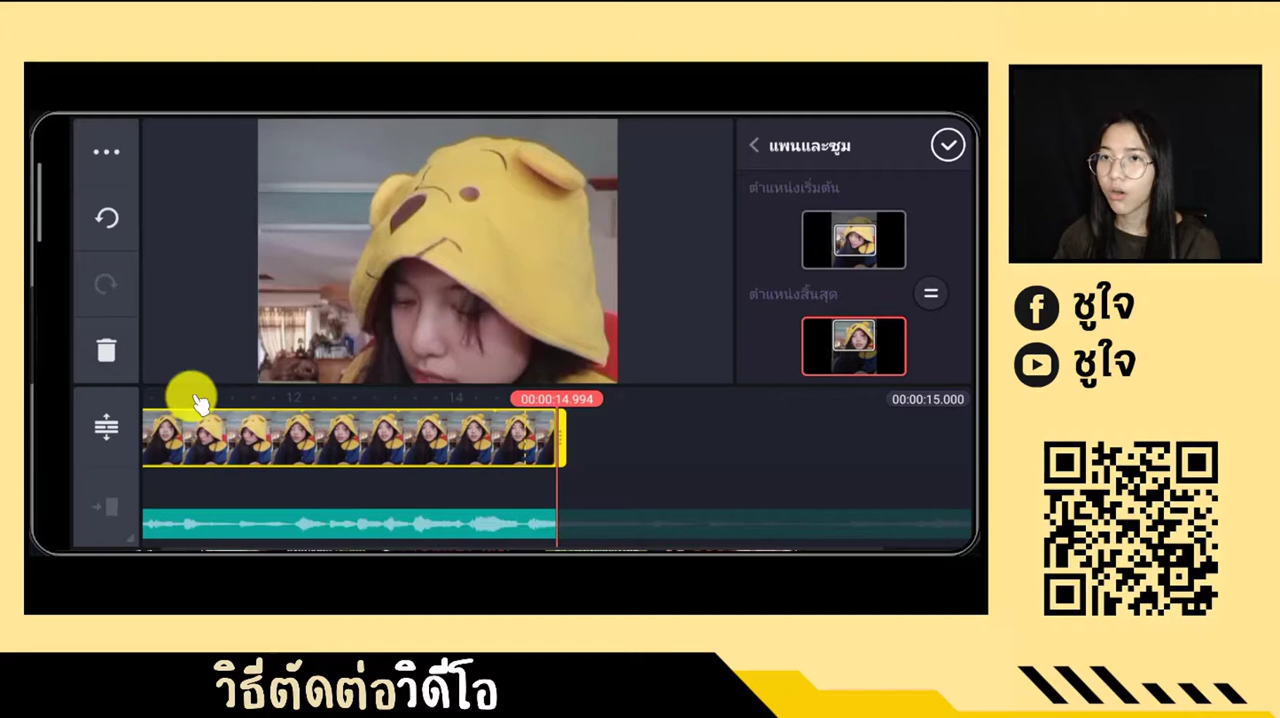 แพนและซูม
ตำแหน่งเริ่มต้น
ตำแหน่งสิ้นสุด
12
14
00:00:14.994
00:00:15.000
ชูใจ
ชูใจ
วิธีตัดต่อวิดีโอ